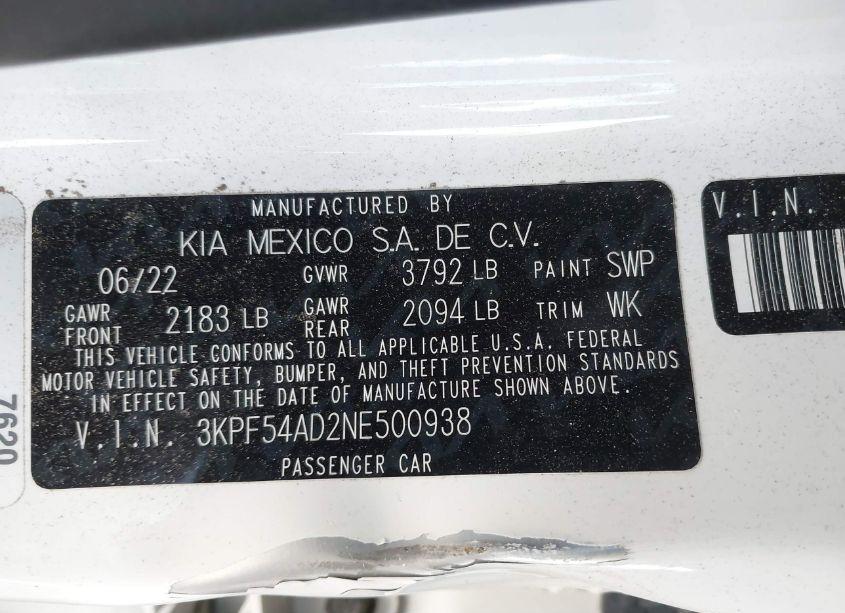 MANUFACTURED BY
KIA MEXICO S.A. DE C.V.
06/22 GVWR 3792 LB PAINT SWP
GAWR FRONT 2183 LB GAWR REAR 2094 LB TRIM WK
THIS VEHICLE CONFORMS TO ALL APPLICABLE U.S.A. FEDERAL
MOTOR VEHICLE SAFETY, BUMPER, AND THEFT PREVENTION STANDARDS
IN EFFECT ON THE DATE OF MANUFACTURE SHOWN ABOVE.
V.I.N. 3KPF54AD2NE500938
PASSENGER CAR
V.I.N.
7620